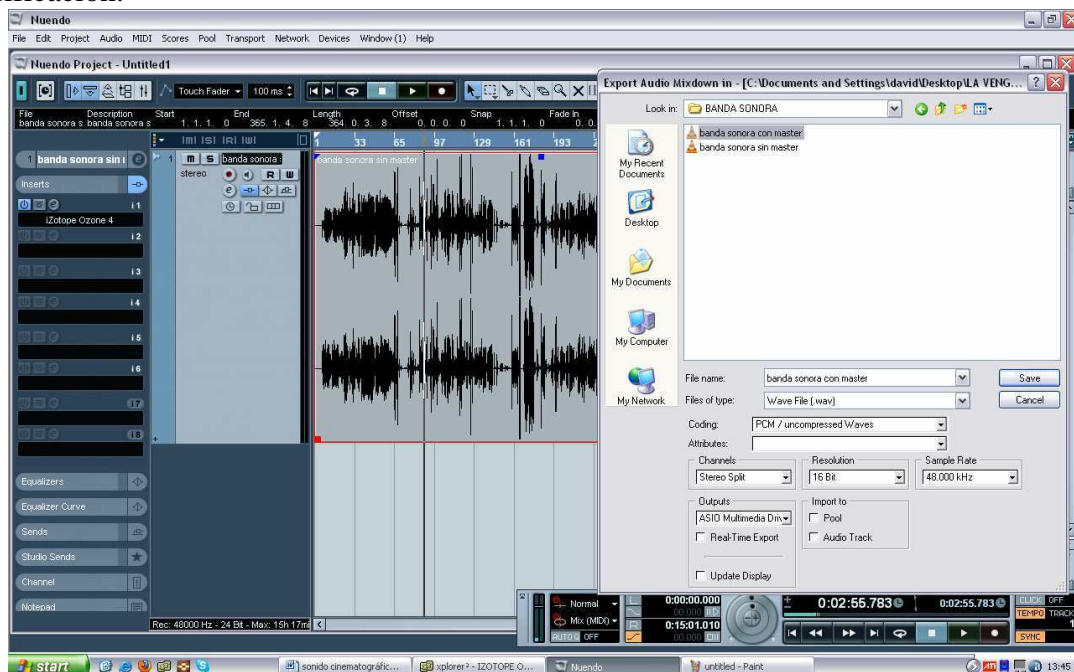 Nuendo
File Edit Project Audio MIDI Scores Pool Transport Network Devices Window (1) Help
Nuendo Project - Untitled1
Touch Fader 100 ms
File Description Start End Length Offset Snap Fade In
banda sonora s banda sonora s 1. 1. 1. 0 365. 1. 4. 8 364. 0. 3. 8 0. 0. 0. 0 1. 1. 1. 0 0. 0.
1 33 65 97 129 161 193
1 banda sonora sin
1 m S banda sonora
stereo R W
banda sonora sin master
Inserts
i1
iZotope Ozone 4
i2
i3
i4
i5
i6
i7
i8
Equalizers
Equalizer Curve
Sends
Studio Sends
Channel
Notepad
Rec: 48000 Hz - 24 Bit - Max: 15h 17mi
Export Audio Mixdown in - [C:\Documents and Settings\david\Desktop\LA VENG...
Look in: BANDA SONORA
banda sonora con master
banda sonora sin master
My Recent
Documents
Desktop
My Documents
My Computer
My Network
File name: banda sonora con master Save
Files of type: Wave File (.wav) Cancel
Coding: PCM / uncompressed Waves
Attributes:
Channels Resolution Sample Rate
Stereo Split 16 Bit 48.000 kHz
Outputs Import to
ASIO Multimedia Driv Pool
Real-Time Export Audio Track
Update Display
Normal L 0:00:00.000 0:02:55.783 0:02:55.783 CLICK OFF
Mix (MIDI) R 0:15:01.010 TEMPO TRACK
AUTO Q OFF SYNC
start sonido cinematográfic... xplorer² - IZOTOPE O... Nuendo untitled - Paint 13:45